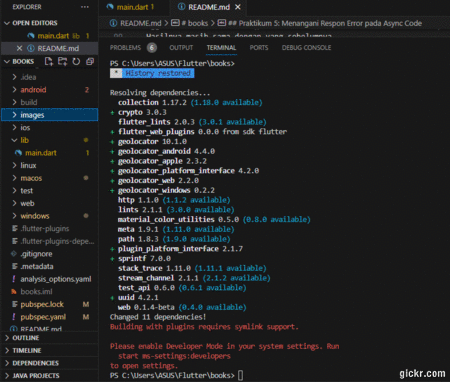 EXPLORER
OPEN EDITORS
main.dart lib 1
README.md
BOOKS
.idea
android 2
build
images
ios
lib
main.dart 1
linux
macos
test
web
windows
.flutter-plugins
.flutter-plugins-depe...
.gitignore
.metadata
analysis_options.yaml
books.iml
pubspec.lock M
pubspec.yaml M
README.md
OUTLINE
TIMELINE
DEPENDENCIES
JAVA PROJECTS
main.dart 1
README.md
README.md > # books > ## Praktikum 5: Menangani Respon Error pada Async Code
Hasilnya masih sama dengan yang sebelumnya
PROBLEMS 6 OUTPUT TERMINAL PORTS DEBUG CONSOLE
PS C:\Users\ASUS\Flutter\books>
* History restored
Resolving dependencies...
collection 1.17.2 (1.18.0 available)
+ crypto 3.0.3
flutter_lints 2.0.3 (3.0.1 available)
+ flutter_web_plugins 0.0.0 from sdk flutter
+ geolocator 10.1.0
+ geolocator_android 4.4.0
+ geolocator_apple 2.3.2
+ geolocator_platform_interface 4.2.0
+ geolocator_web 2.2.0
+ geolocator_windows 0.2.2
http 1.1.0 (1.1.2 available)
lints 2.1.1 (3.0.0 available)
material_color_utilities 0.5.0 (0.8.0 available)
meta 1.9.1 (1.11.0 available)
path 1.8.3 (1.9.0 available)
+ plugin_platform_interface 2.1.7
+ sprintf 7.0.0
stack_trace 1.11.0 (1.11.1 available)
stream_channel 2.1.1 (2.1.2 available)
test_api 0.6.0 (0.6.1 available)
+ uuid 4.2.1
web 0.1.4-beta (0.4.0 available)
Changed 11 dependencies!
Building with plugins requires symlink support.
Please enable Developer Mode in your system settings. Run
start ms-settings:developers
to open settings.
PS C:\Users\ASUS\Flutter\books>
gickr.com